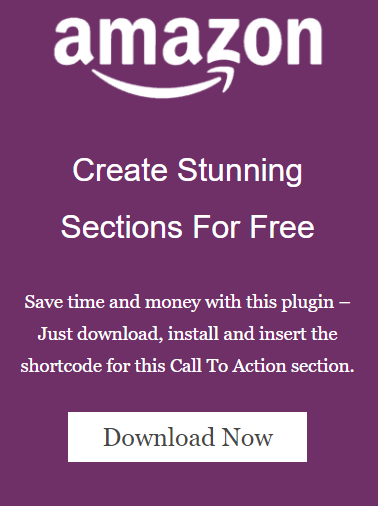 amazon
Create Stunning
Sections For Free
Save time and money with this plugin –
Just download, install and insert the
shortcode for this Call To Action section.
Download Now